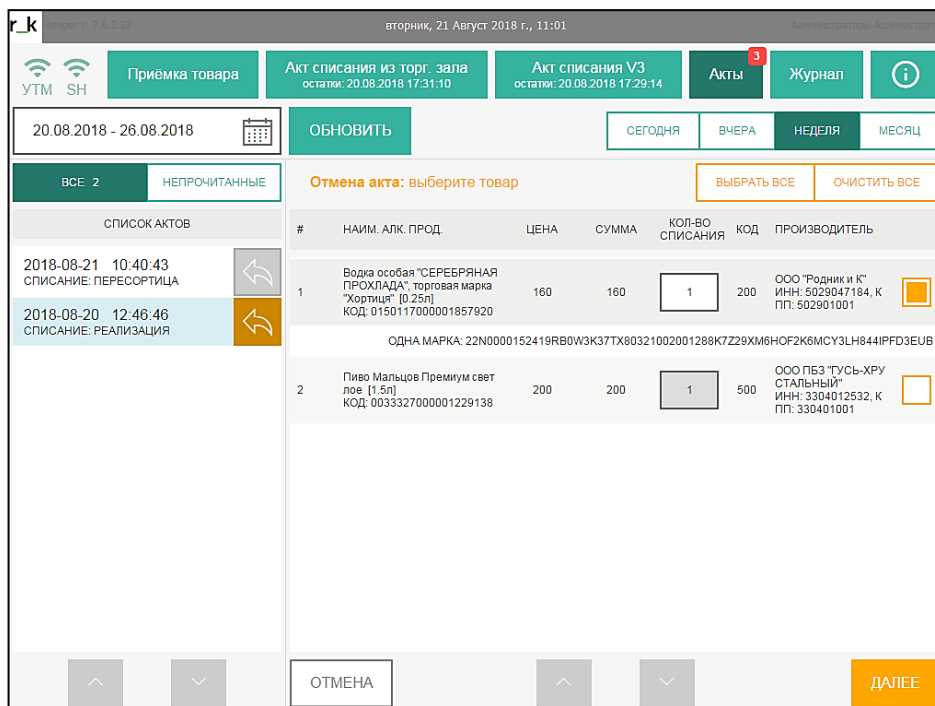 r_k keeper v. 7.6.2.22 вторник, 21 Август 2018 г., 11:01 Администраторы Администрат
УТМ SH
Приёмка товара
Акт списания из торг. зала
остатки: 20.08.2018 17:31:10
Акт списания V3
остатки: 20.08.2018 17:29:14
Акты 3
Журнал
20.08.2018 - 26.08.2018
ОБНОВИТЬ
СЕГОДНЯ ВЧЕРА НЕДЕЛЯ МЕСЯЦ
ВСЕ 2 НЕПРОЧИТАННЫЕ
Отмена акта: выберите товар
ВЫБРАТЬ ВСЕ ОЧИСТИТЬ ВСЕ
СПИСОК АКТОВ
2018-08-21 10:40:43
СПИСАНИЕ: ПЕРЕСОРТИЦА
2018-08-20 12:46:46
СПИСАНИЕ: РЕАЛИЗАЦИЯ
# НАИМ. АЛК. ПРОД. ЦЕНА СУММА КОЛ-ВО СПИСАНИЯ КОД ПРОИЗВОДИТЕЛЬ
1
Водка особая "СЕРЕБРЯНАЯ
ПРОХЛАДА", торговая марка
"Хортиця" [0.25л]
КОД: 0150117000001857920
160 160 1 200
ООО "Родник и К"
ИНН: 5029047184, К
ПП: 502901001
ОДНА МАРКА: 22N0000152419RB0W3K37TX80321002001288K7Z29XM6HOF2K6MCY3LH844IPFD3EUB
2
Пиво Мальцов Премиум свет
лое [1.5л]
КОД: 0033327000001229138
200 200 1 500
ООО ПБЗ "ГУСЬ-ХРУ
СТАЛЬНЫЙ"
ИНН: 3304012532, К
ПП: 330401001
ОТМЕНА
ДАЛЕЕ